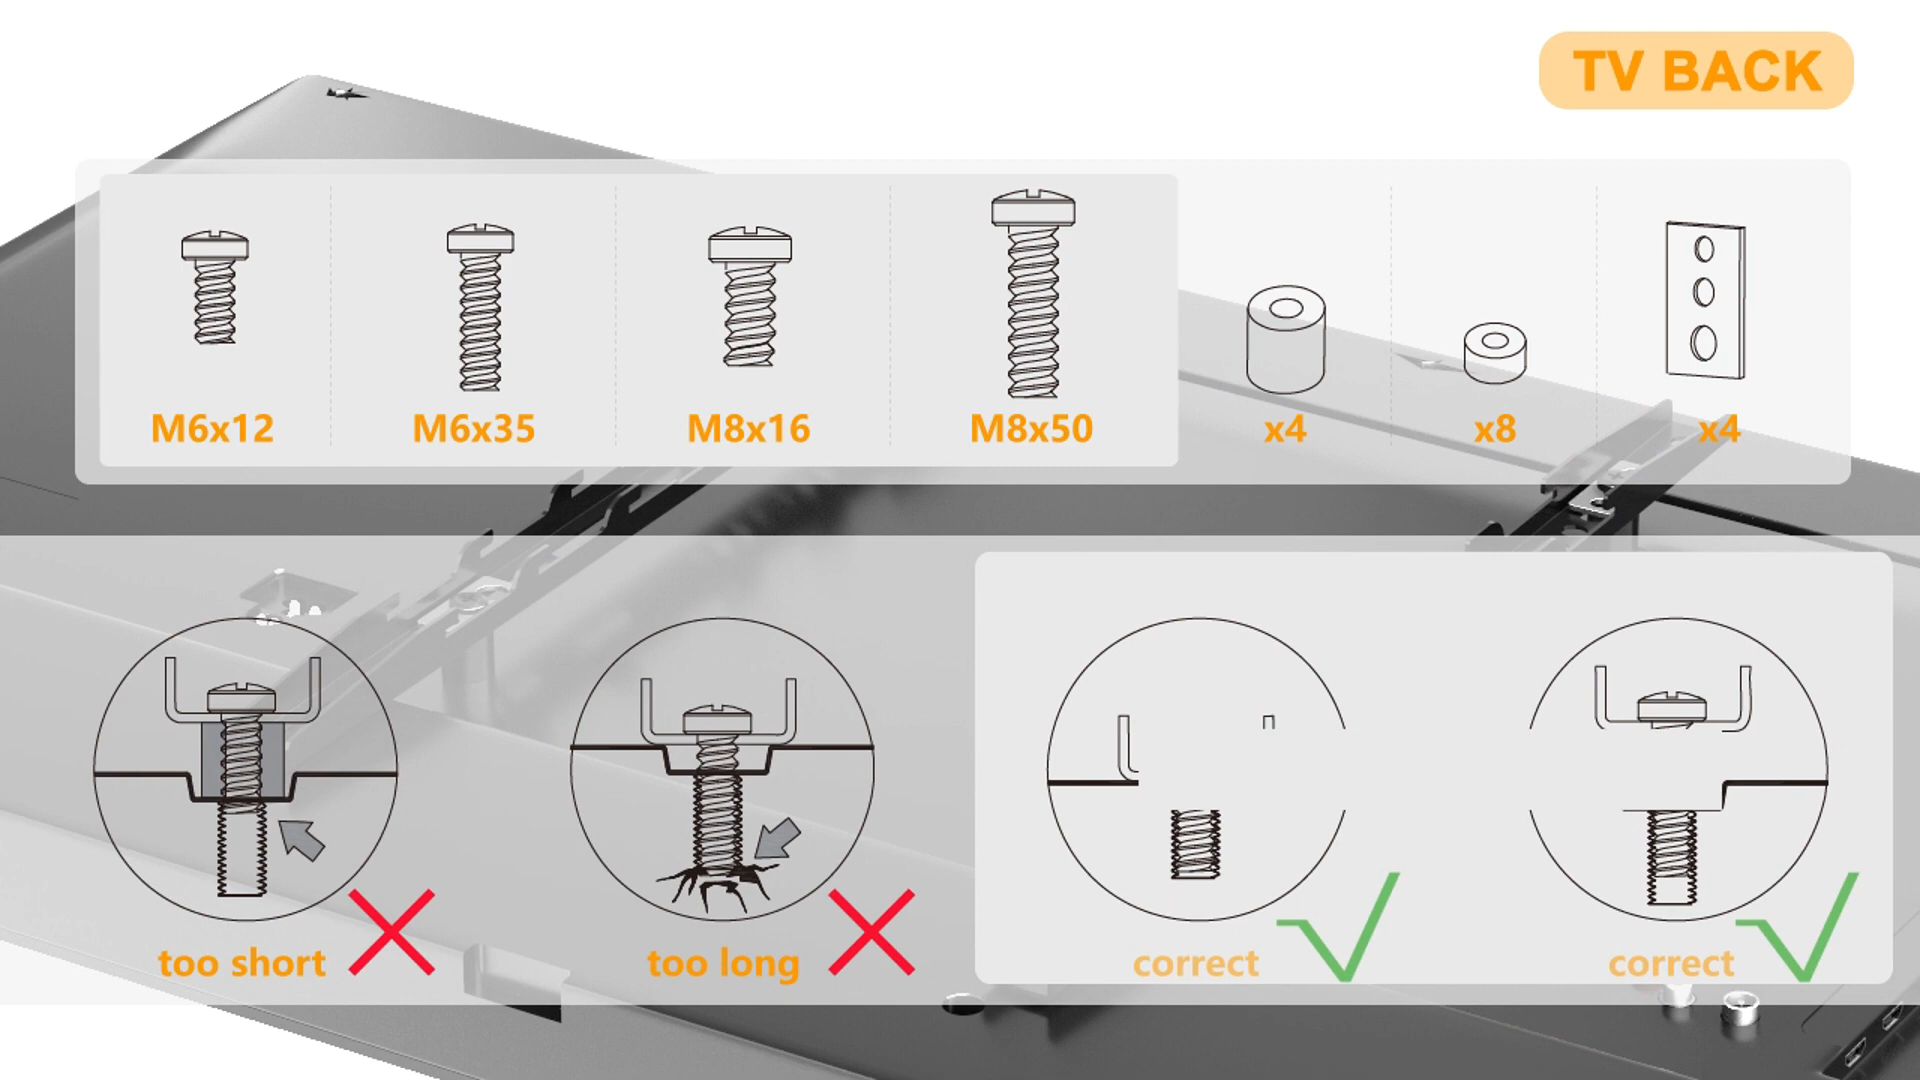 TV BACK
M6x12
M6x35
M8x16
M8x50
x4
x8
x4
too short
too long
correct
correct